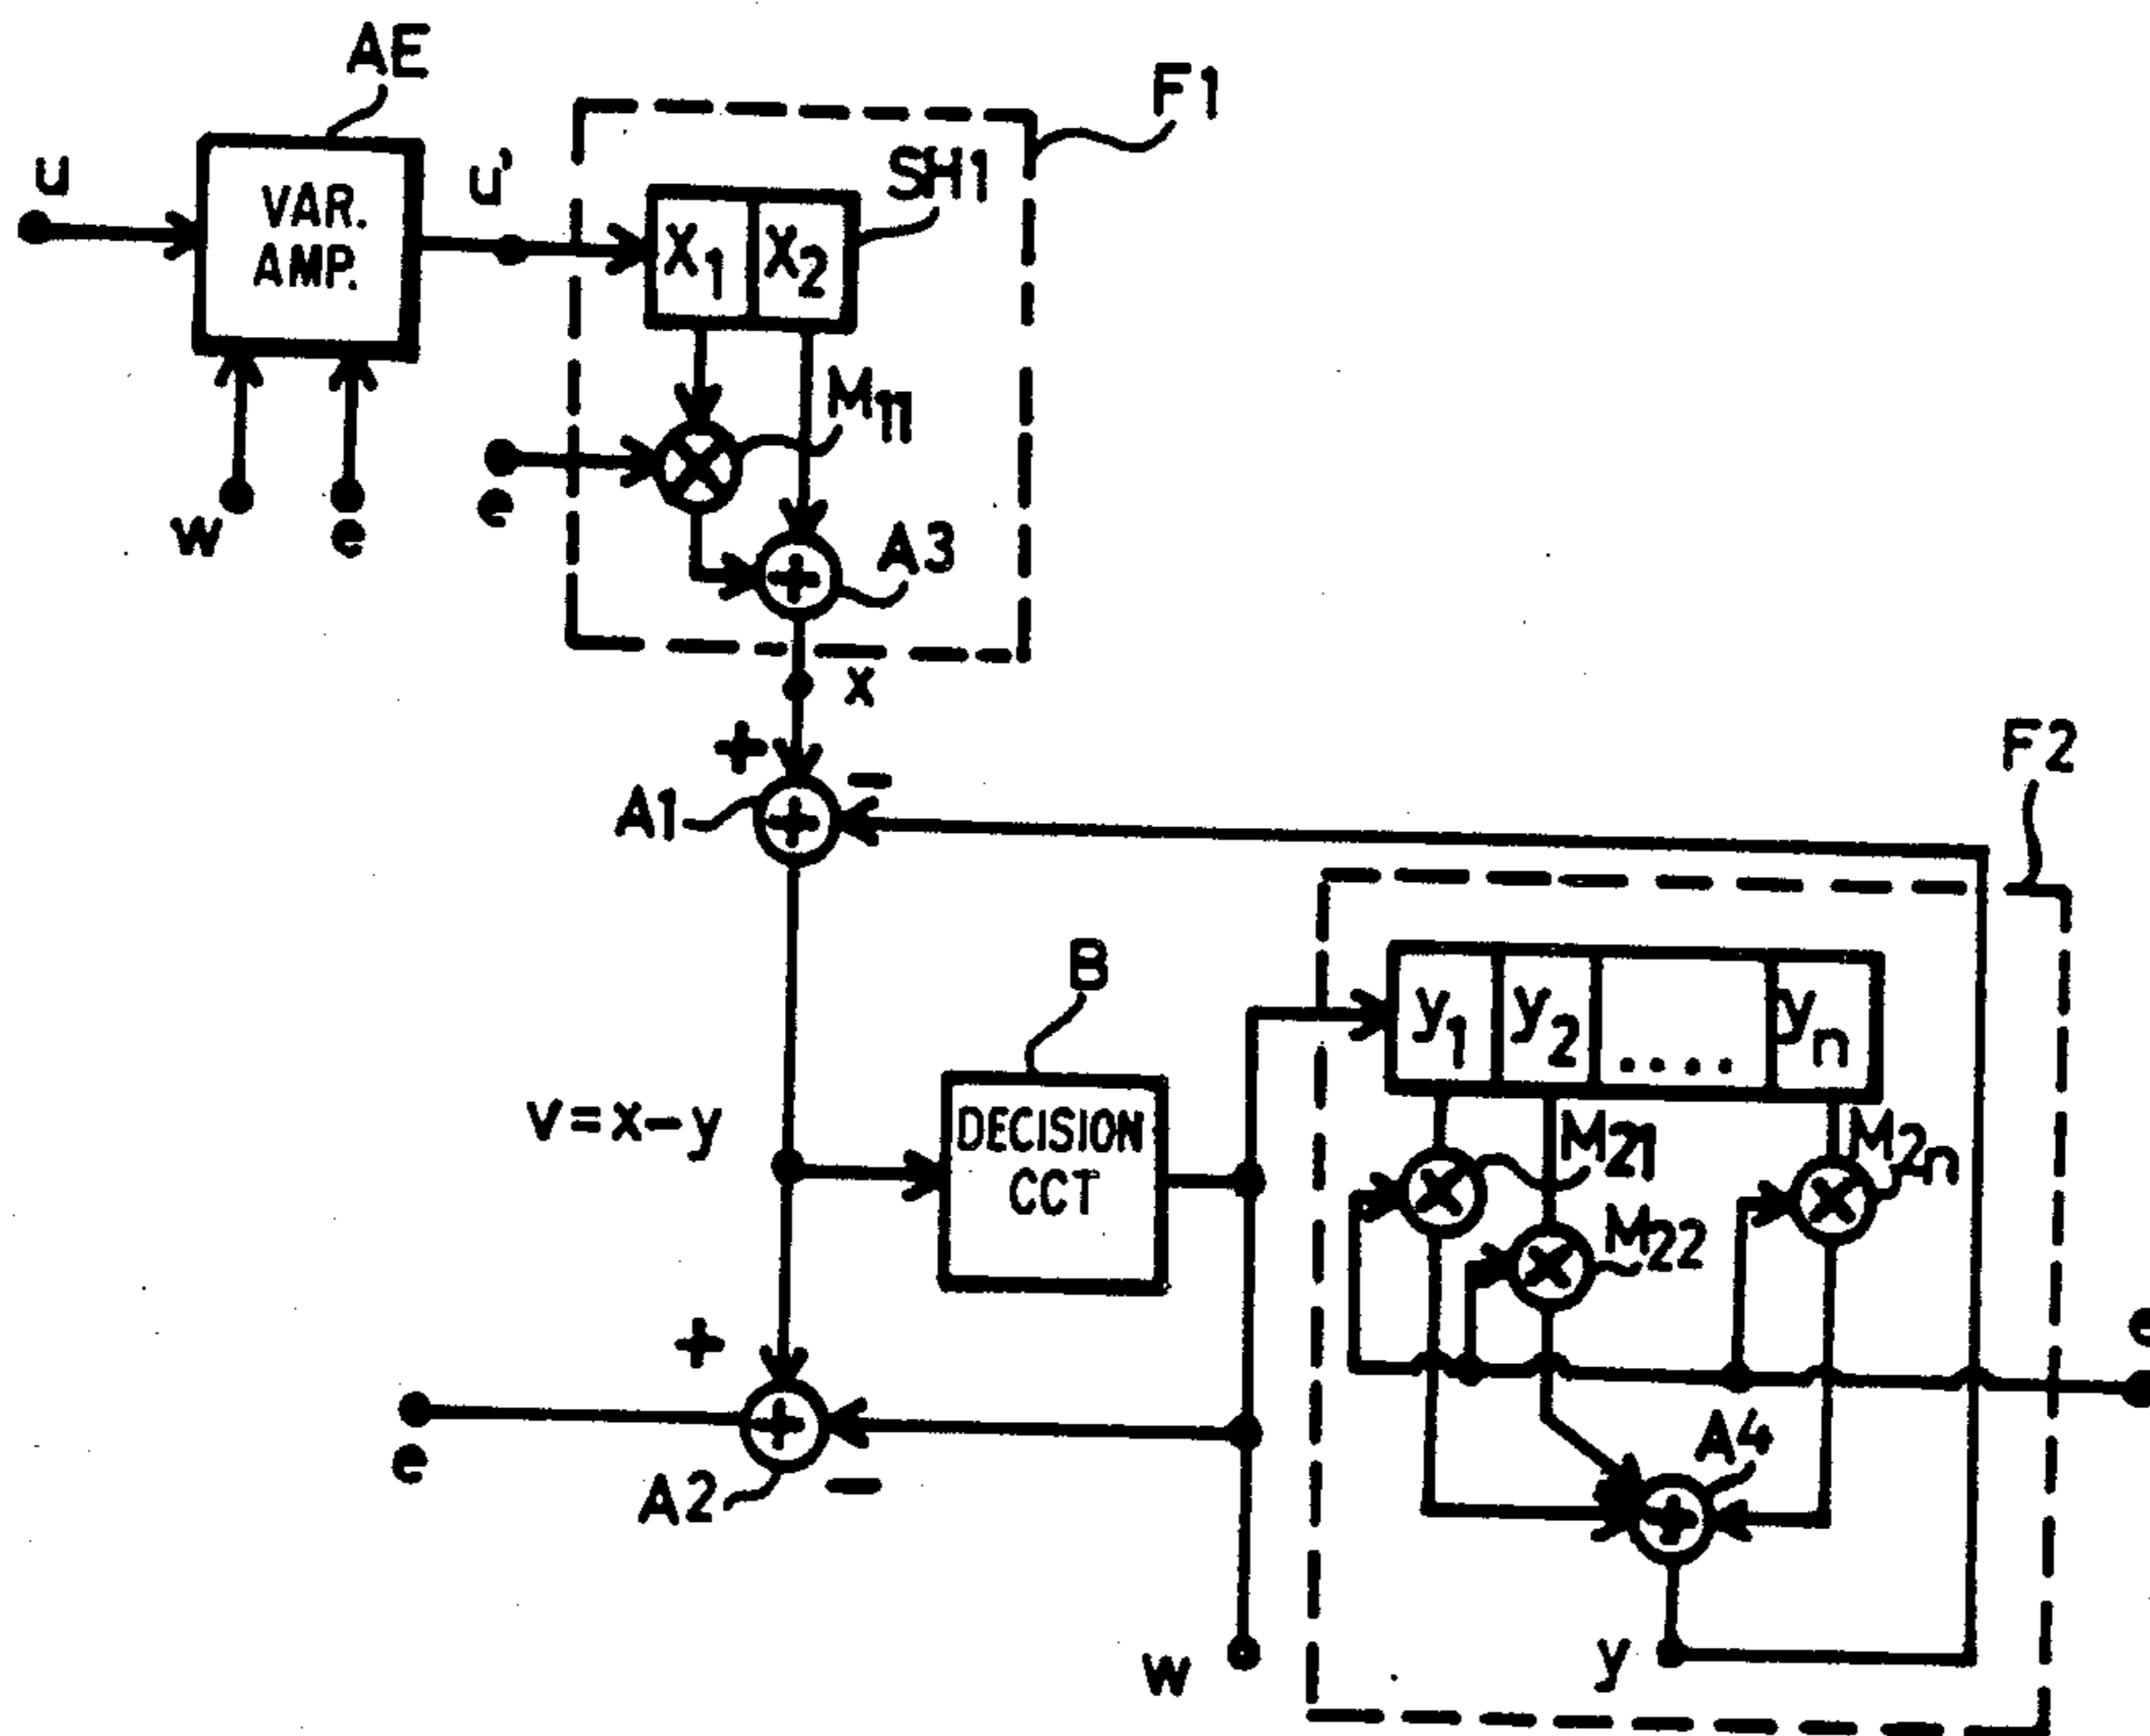 AE
F1
u
VAR.
AMP.
u'
SH1
X1
X2
M11
w
e
e
A3
x
+
-
A1
F2
B
y1
y2
....
yn
v=x-y
DECISION
CCT
M21
M2n
M22
+
e
e
A2
-
A4
w
y